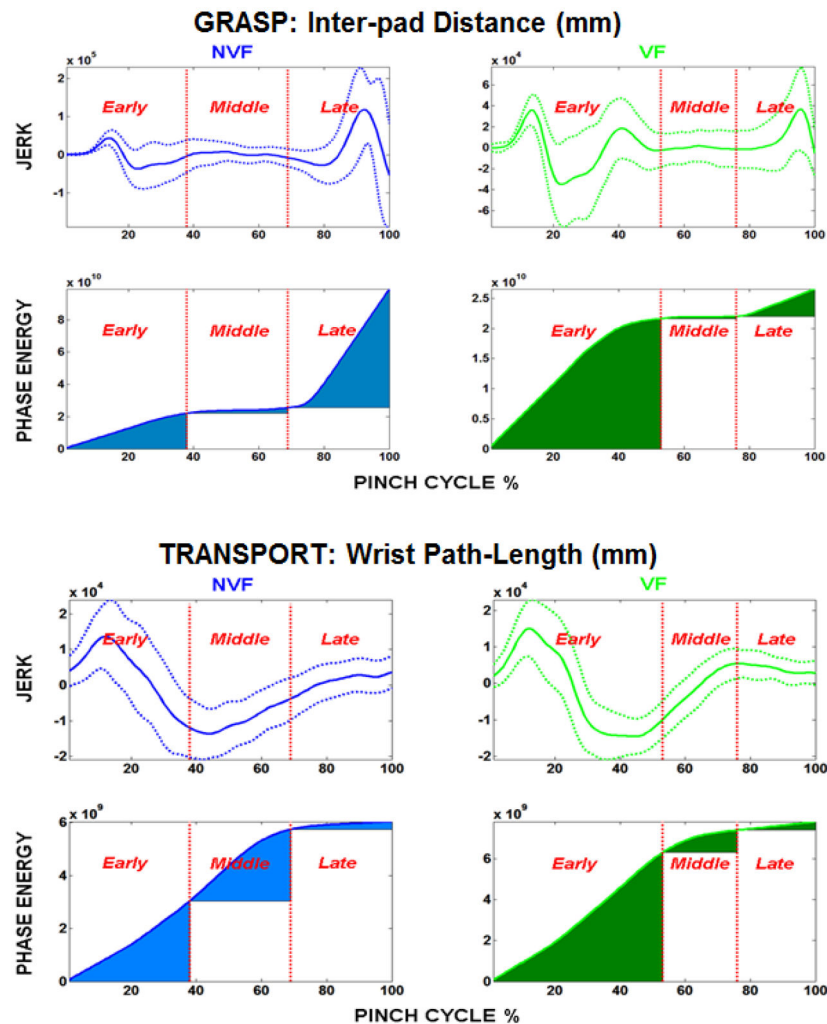 GRASP: Inter-pad Distance (mm)
NVF
VF
x 10^5
x 10^4
JERK
2
1
0
-1
Early
Middle
Late
20
40
60
80
100
6
4
2
0
-2
-4
-6
Early
Middle
Late
20
40
60
80
100
x 10^10
x 10^10
PHASE ENERGY
8
6
4
2
0
Early
Middle
Late
20
40
60
80
100
2.5
2
1.5
1
0.5
0
Early
Middle
Late
20
40
60
80
100
PINCH CYCLE %
TRANSPORT: Wrist Path-Length (mm)
NVF
VF
x 10^4
x 10^4
JERK
2
1
0
-1
-2
Early
Middle
Late
20
40
60
80
100
2
1
0
-1
-2
Early
Middle
Late
20
40
60
80
100
x 10^9
x 10^9
PHASE ENERGY
6
3
2
0
Early
Middle
Late
20
40
60
80
100
6
4
2
0
Early
Middle
Late
20
40
60
80
100
PINCH CYCLE %